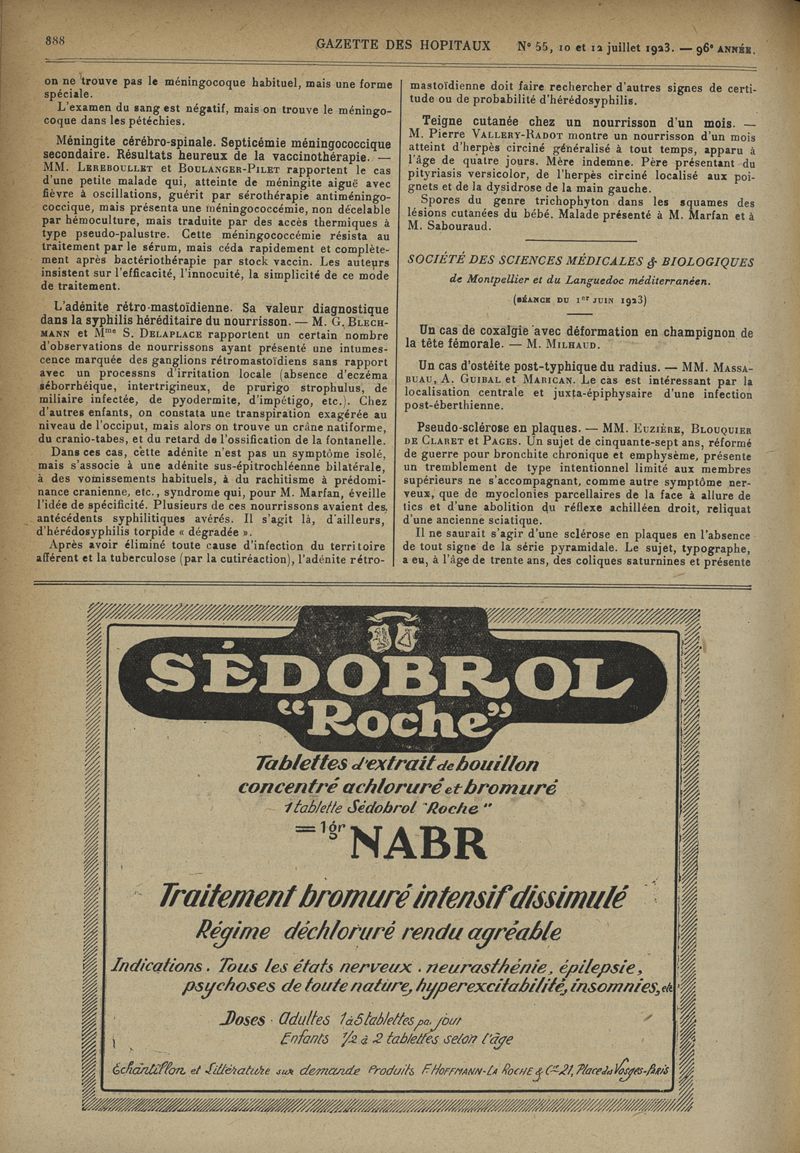 888
GAZETTE DES HOPITAUX
N° 55, 10 et 12 juillet 1923. — 96e ANNÉE.
on ne trouve pas le méningocoque habituel, mais une forme
spéciale.
L'examen du sang est négatif, mais on trouve le méningo-
coque dans les pétéchies.
Méningite cérébro-spinale. Septicémie méningococcique
secondaire. Résultats heureux de la vaccinothérapie. —
MM. LEREBOULLET et BOULANGER-PILET rapportent le cas
d'une petite malade qui, atteinte de méningite aiguë avec
fièvre à oscillations, guérit par sérothérapie antiméningo-
coccique, mais présenta une méningococcémie, non décelable
par hémoculture, mais traduite par des accès thermiques à
type pseudo-palustre. Cette méningococcémie résista au
traitement par le sérum, mais céda rapidement et complète-
ment après bactériothérapie par stock vaccin. Les auteurs
insistent sur l'efficacité, l'innocuité, la simplicité de ce mode
de traitement.
L'adénite rétro-mastoïdienne. Sa valeur diagnostique
dans la syphilis héréditaire du nourrisson. — M. G. BLECH-
MANN et Mme S. DELAPLACE rapportent un certain nombre
d'observations de nourrissons ayant présenté une intumes-
cence marquée des ganglions rétromastoïdiens sans rapport
avec un processns d'irritation locale (absence d'eczéma
séborrhéique, intertrigineux, de prurigo strophulus, de
miliaire infectée, de pyodermite, d'impétigo, etc.). Chez
d'autres enfants, on constata une transpiration exagérée au
niveau de l'occiput, mais alors on trouve un crâne natiforme,
du cranio-tabes, et du retard de l'ossification de la fontanelle.
Dans ces cas, cette adénite n'est pas un symptôme isolé,
mais s'associe à une adénite sus-épitrochléenne bilatérale,
à des vomissements habituels, à du rachitisme à prédomi-
nance cranienne, etc., syndrome qui, pour M. Marfan, éveille
l'idée de spécificité. Plusieurs de ces nourrissons avaient des
antécédents syphilitiques avérés. Il s'agit là, d'ailleurs,
d'hérédosyphilis torpide « dégradée ».
Après avoir éliminé toute cause d'infection du territoire
afférent et la tuberculose (par la cutiréaction), l'adénite rétro-
mastoïdienne doit faire rechercher d'autres signes de certi-
tude ou de probabilité d'hérédosyphilis.
Teigne cutanée chez un nourrisson d'un mois. —
M. Pierre VALLERY-RADOT montre un nourrisson d'un mois
atteint d'herpès circiné généralisé à tout temps, apparu à
l'âge de quatre jours. Mère indemne. Père présentant du
pityriasis versicolor, de l'herpès circiné localisé aux poi-
gnets et de la dysidrose de la main gauche.
Spores du genre trichophyton dans les squames des
lésions cutanées du bébé. Malade présenté à M. Marfan et à
M. Sabouraud.
SOCIÉTÉ DES SCIENCES MÉDICALES & BIOLOGIQUES
de Montpellier et du Languedoc méditerranéen.
(SÉANCE DU 1er JUIN 1923)
Un cas de coxalgie avec déformation en champignon de
la tête fémorale. — M. MILHAUD.
Un cas d'ostéite post-typhique du radius. — MM. MASSA-
BUAU, A. GUIBAL et MARICAN. Le cas est intéressant par la
localisation centrale et juxta-épiphysaire d'une infection
post-éberthienne.
Pseudo-sclérose en plaques. — MM. EUZIÈRE, BLOUQUIER
DE CLARET et PAGES. Un sujet de cinquante-sept ans, réformé
de guerre pour bronchite chronique et emphysème, présente
un tremblement de type intentionnel limité aux membres
supérieurs ne s'accompagnant, comme autre symptôme ner-
veux, que de myoclonies parcellaires de la face à allure de
tics et d'une abolition du réflexe achilléen droit, reliquat
d'une ancienne sciatique.
Il ne saurait s'agir d'une sclérose en plaques en l'absence
de tout signe de la série pyramidale. Le sujet, typographe,
a eu, à l'âge de trente ans, des coliques saturnines et présente
SÉDOBROL
"Roche"
Tablettes d'extrait de bouillon
concentré achloruré et bromuré
1 tablette Sédobrol "Roche"
= 1gr NABR
Traitement bromuré intensif dissimulé
Régime déchloruré rendu agréable
Indications. Tous les états nerveux. neurasthénie, épilepsie,
psychoses de toute nature, hyperexcitabilité, insomnies, etc
Doses. Adultes 1 à 5 tablettes par jour
Enfants 1/2 à 2 tablettes selon l'âge
Échantillon et Littérature sur demande Produits F. HOFFMANN-LA ROCHE & Cie 21, Place des Vosges-Paris